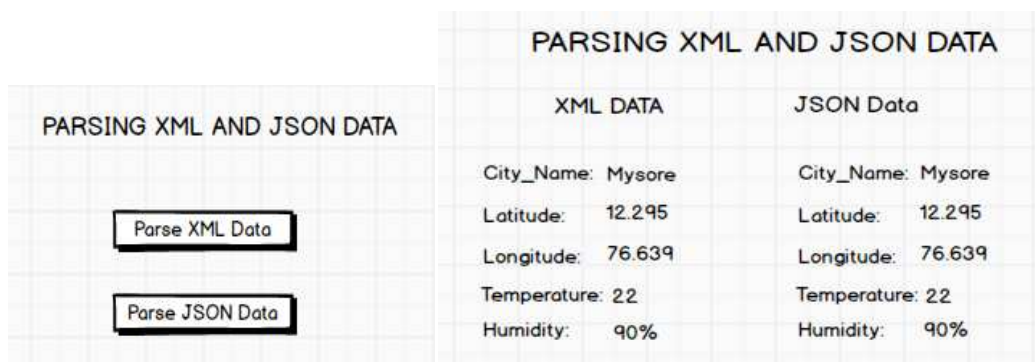 PARSING XML AND JSON DATA
Parse XML Data
Parse JSON Data
PARSING XML AND JSON DATA
XML DATA JSON Data
City_Name: Mysore City_Name: Mysore
Latitude: 12.295 Latitude: 12.295
Longitude: 76.639 Longitude: 76.639
Temperature: 22 Temperature: 22
Humidity: 90% Humidity: 90%